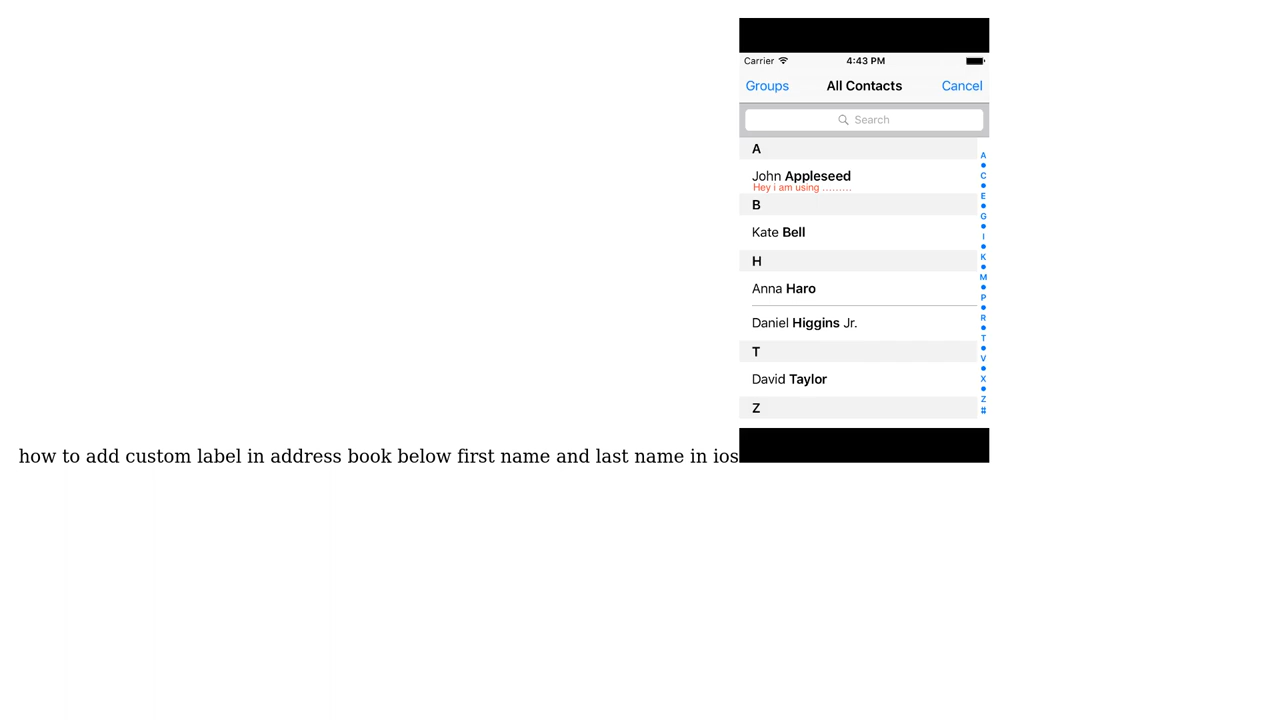 Carrier 4:43 PM
Groups All Contacts Cancel
Search
A
John Appleseed
Hey i am using .........
B
Kate Bell
H
Anna Haro
Daniel Higgins Jr.
T
David Taylor
Z
A
C
E
G
I
K
M
P
R
T
V
X
Z
#
how to add custom label in address book below first name and last name in ios